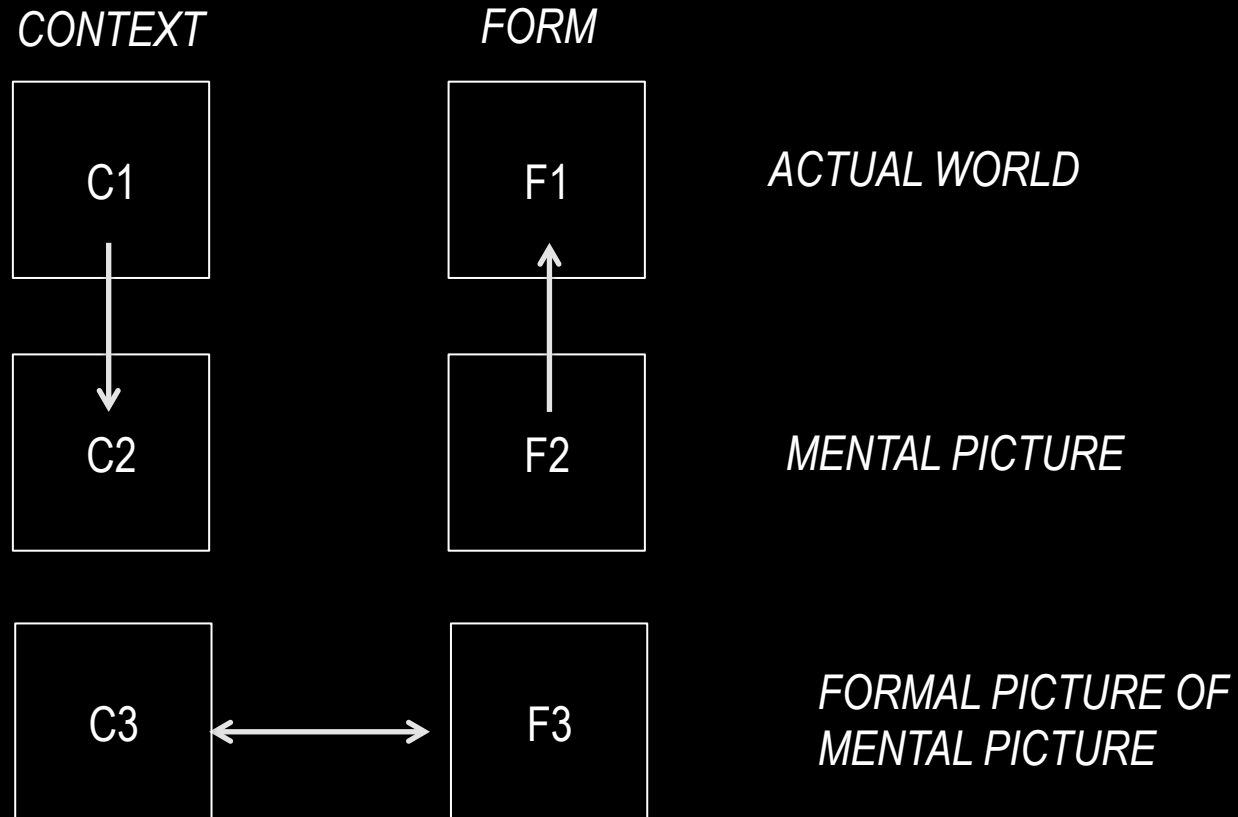 CONTEXT
FORM
C1
F1
ACTUAL WORLD
C2
F2
MENTAL PICTURE
C3
F3
FORMAL PICTURE OF
MENTAL PICTURE